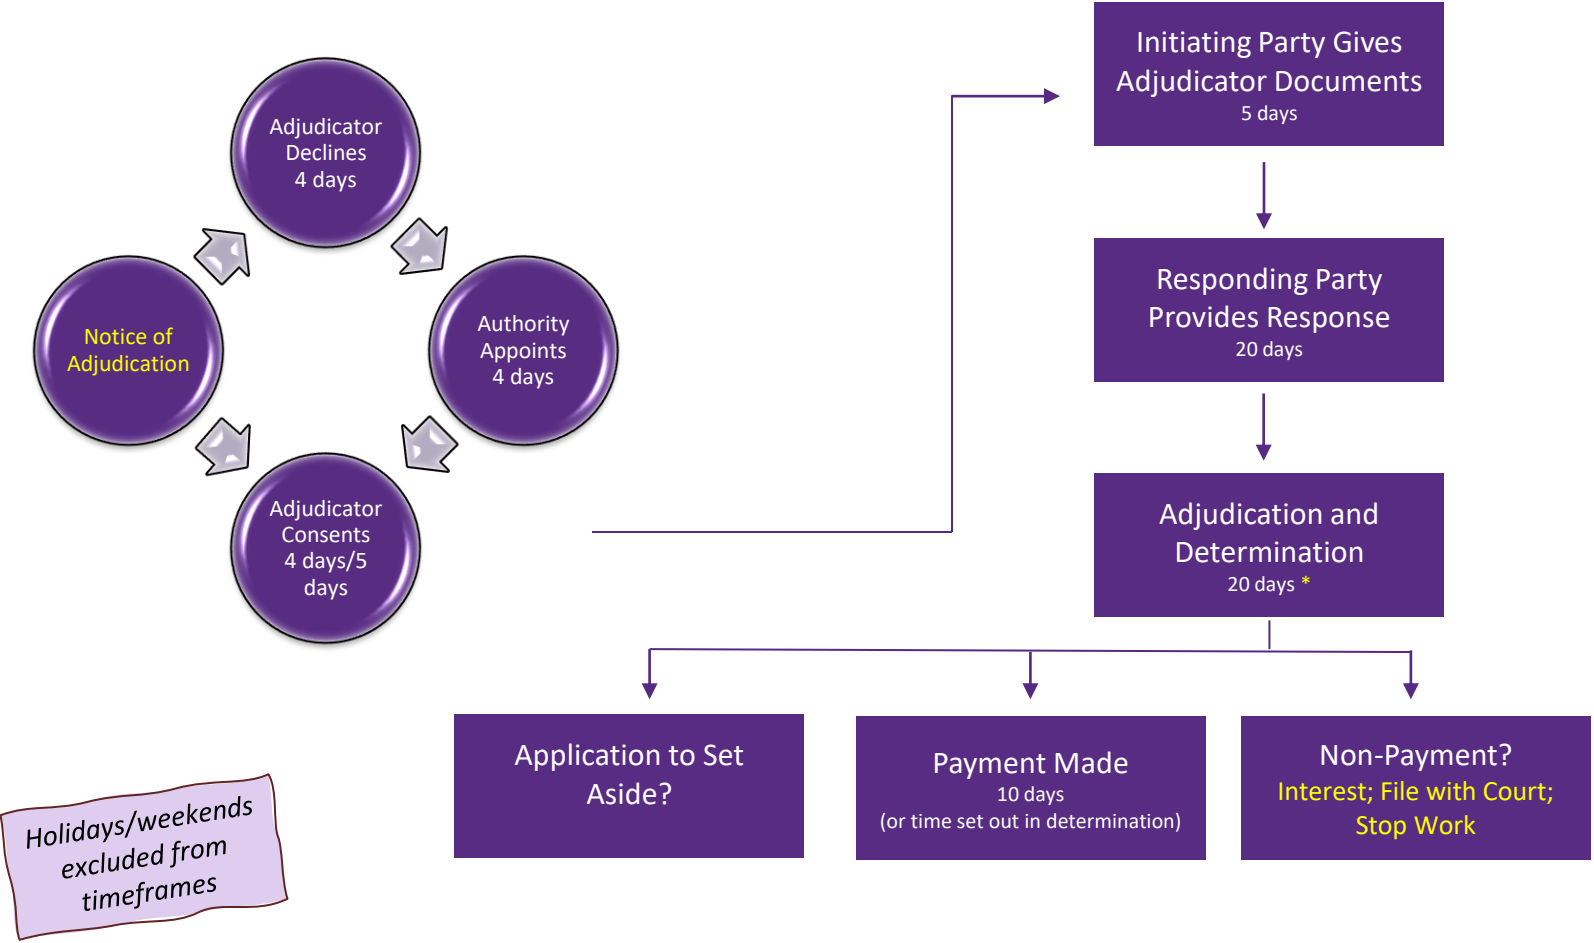 Adjudicator
Declines
4 days
Notice of
Adjudication
Authority
Appoints
4 days
Adjudicator
Consents
4 days/5
days
Initiating Party Gives
Adjudicator Documents
5 days
Responding Party
Provides Response
20 days
Adjudication and
Determination
20 days *
Application to Set
Aside?
Payment Made
10 days
(or time set out in determination)
Non-Payment?
Interest; File with Court;
Stop Work
Holidays/weekends
excluded from
timeframes